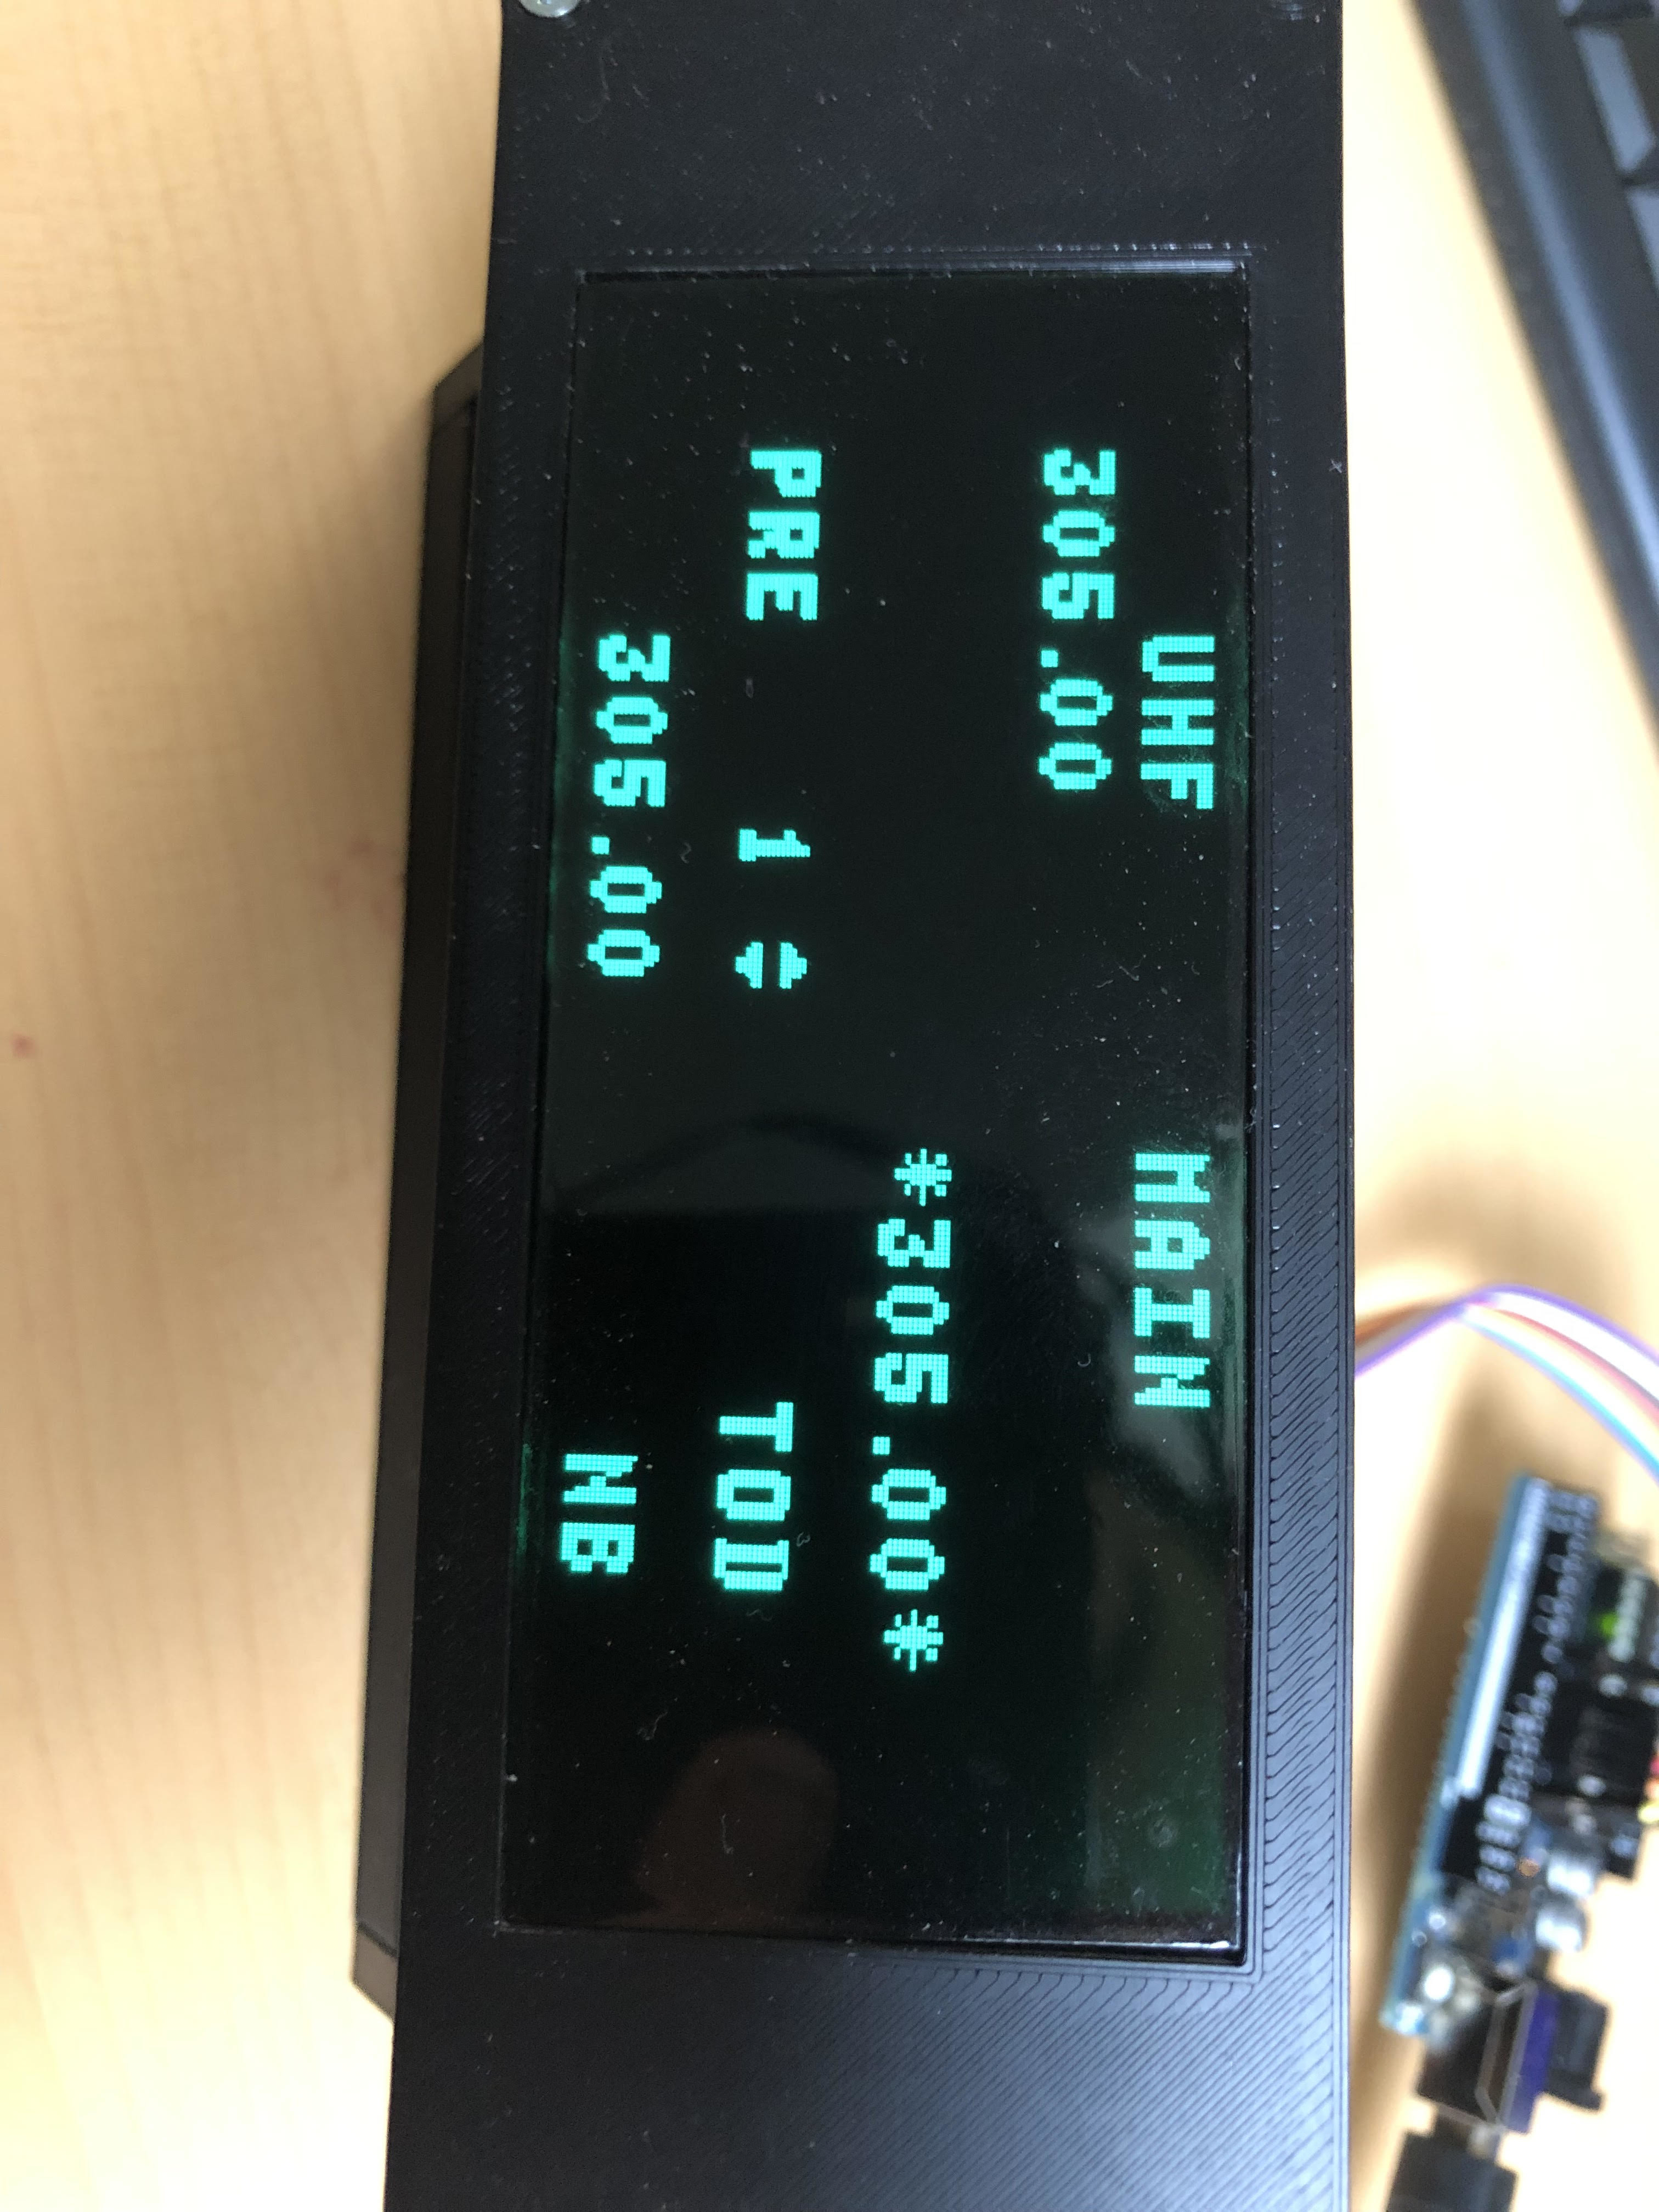 UHF MAIN
305.00
*305.00*
PRE 1 ♦ TOD
305.00 NB